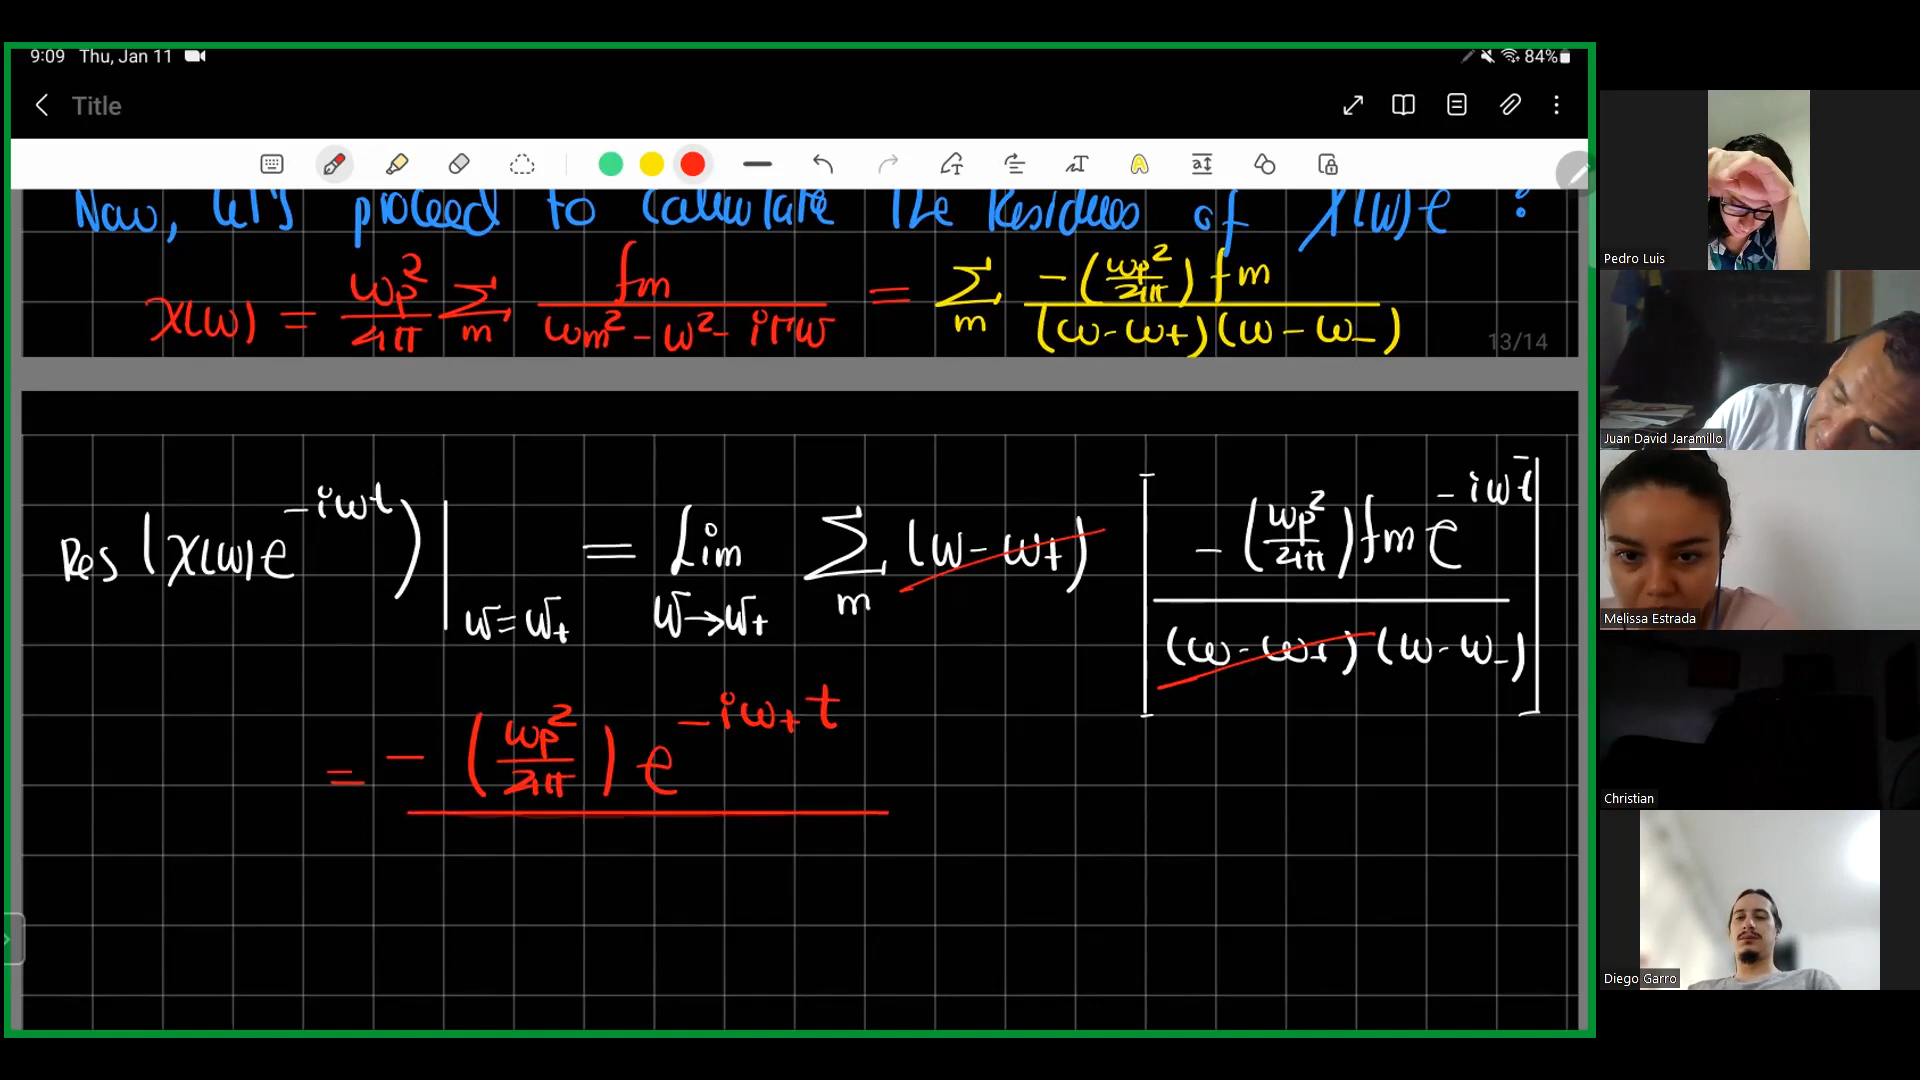 9:09 Thu, Jan 11 84%
Title
Now, let's proceed to calculate the Residues of χ(ω)e :
χ(ω) = ωp²/4π Σm fm/(ωm² - ω² - iΓω) = Σm -(ωp²/4π) fm/((ω-ω+)(ω-ω-))
13/14
Res (χ(ω)e^{-iωt})|ω=ω+ = Lim ω→ω+ Σm (ω-ω+) [-(ωp²/4π) fm e^{-iωt}/((ω-ω+)(ω-ω-))]
= -(ωp²/4π) e^{-iω+t}
Pedro Luis
Juan David Jaramillo
Melissa Estrada
Christian
Diego Garro